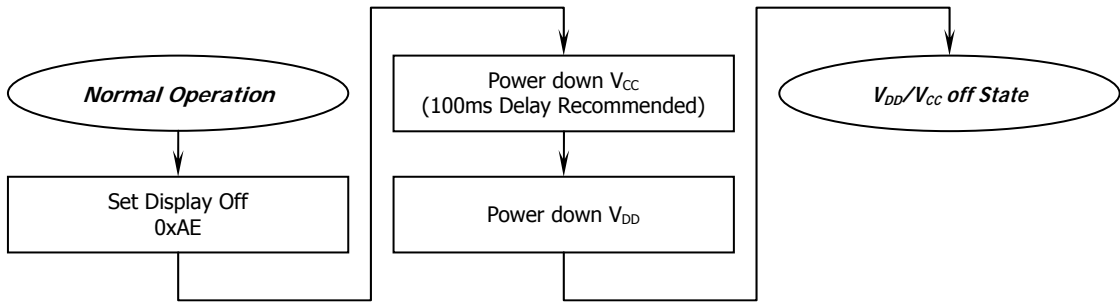 Normal Operation
Set Display Off
0xAE
Power down VCC
(100ms Delay Recommended)
Power down VDD
VDD/VCC off State